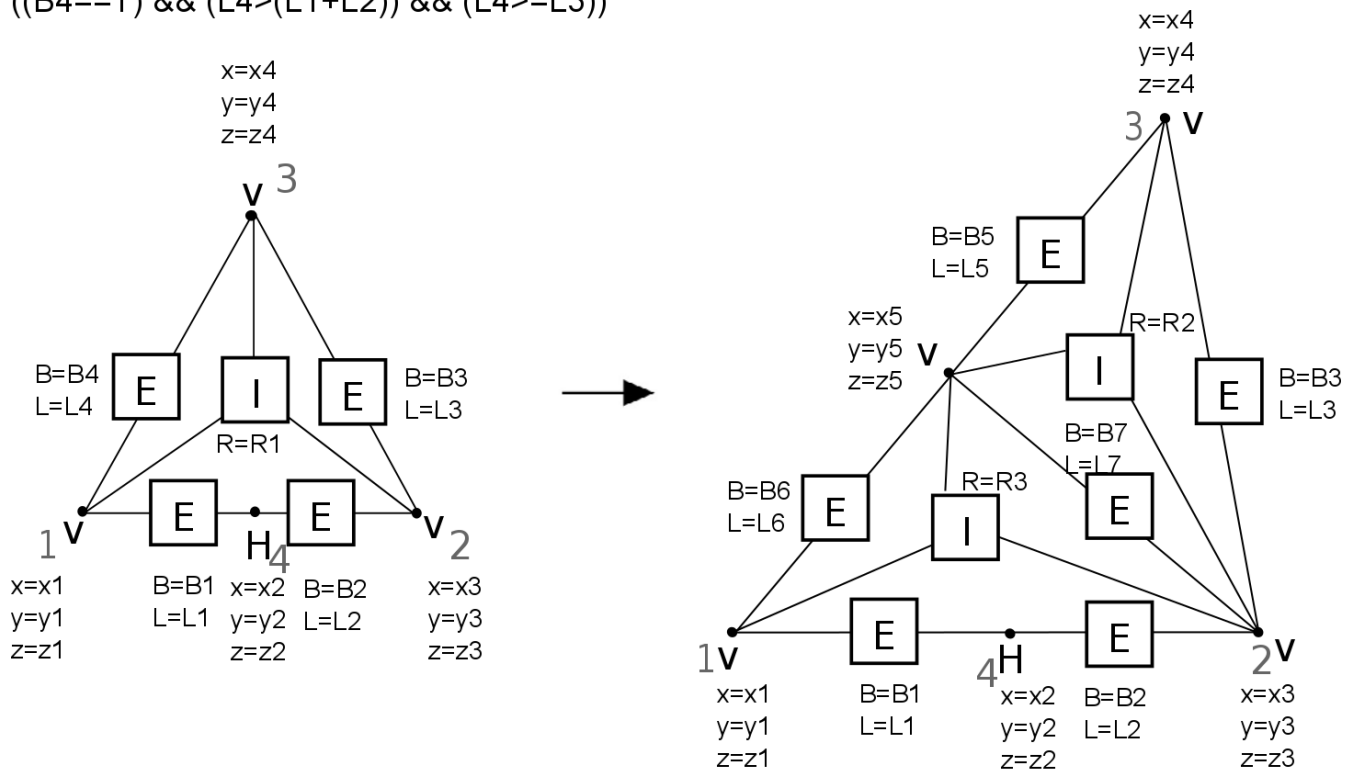 ((B4==1) && (L4>(L1+L2)) && (L4>=L3))
x=x4
y=y4
z=z4
v 3
B=B4
L=L4
E
I
E
B=B3
L=L3
R=R1
1 v
E
H 4
E
v 2
x=x1
y=y1
z=z1
B=B1
L=L1
x=x2
y=y2
z=z2
B=B2
L=L2
x=x3
y=y3
z=z3
x=x4
y=y4
z=z4
3 v
B=B5
L=L5
E
x=x5
y=y5
z=z5
v
R=R2
I
E
B=B3
L=L3
B=B7
L=L7
E
B=B6
L=L6
E
R=R3
I
1 v
E
4 H
E
2 v
x=x1
y=y1
z=z1
B=B1
L=L1
x=x2
y=y2
z=z2
B=B2
L=L2
x=x3
y=y3
z=z3